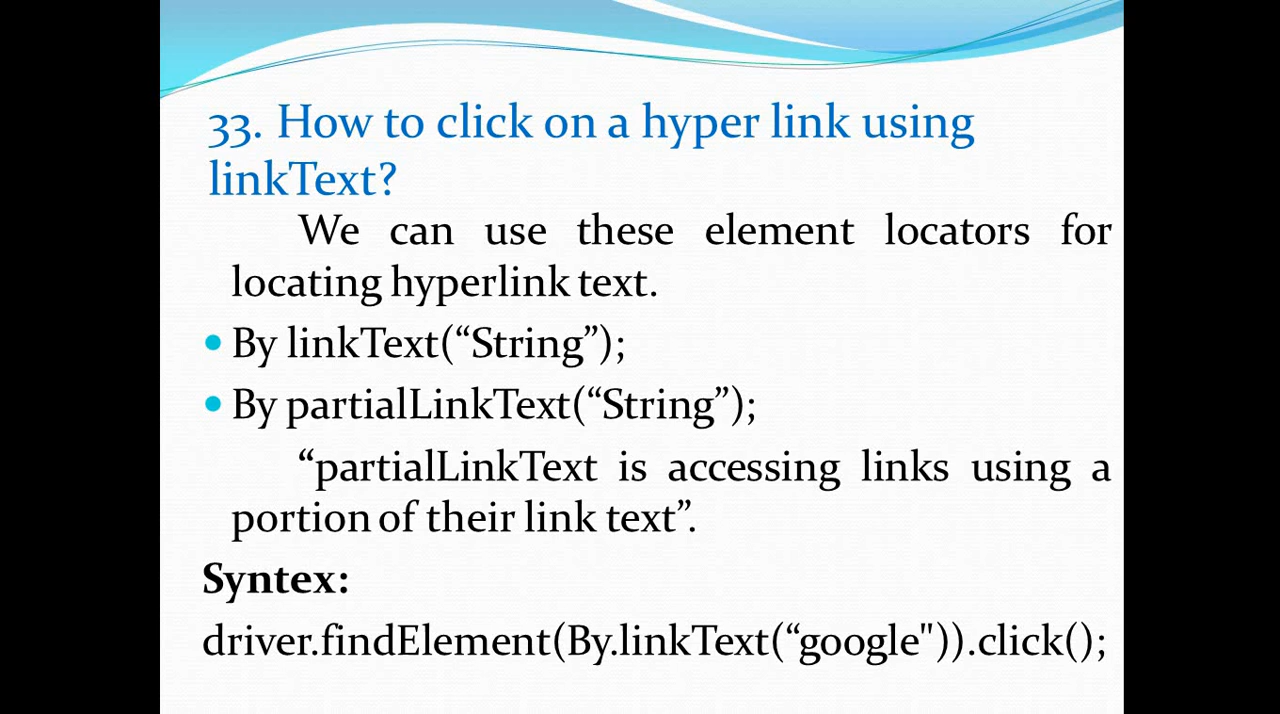 33. How to click on a hyper link using
linkText?
We can use these element locators for
locating hyperlink text.
• By linkText(“String”);
• By partialLinkText(“String”);
“partialLinkText is accessing links using a
portion of their link text”.
Syntex:
driver.findElement(By.linkText(“google")).click();